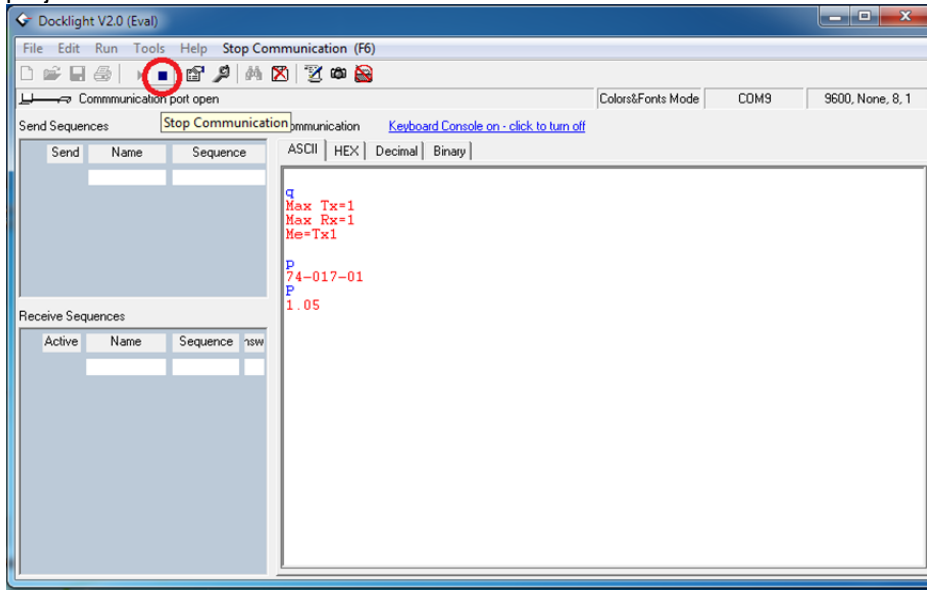 Docklight V2.0 (Eval)
File Edit Run Tools Help Stop Communication (F6)
Commmunication port open
Colors&Fonts Mode COM9 9600, None, 8, 1
Send Sequences
Stop Communication
ommunication Keyboard Console on - click to turn off
Send Name Sequence
ASCII HEX Decimal Binary
q
Max Tx=1
Max Rx=1
Me=Tx1
p
74-017-01
P
1.05
Receive Sequences
Active Name Sequence nsw